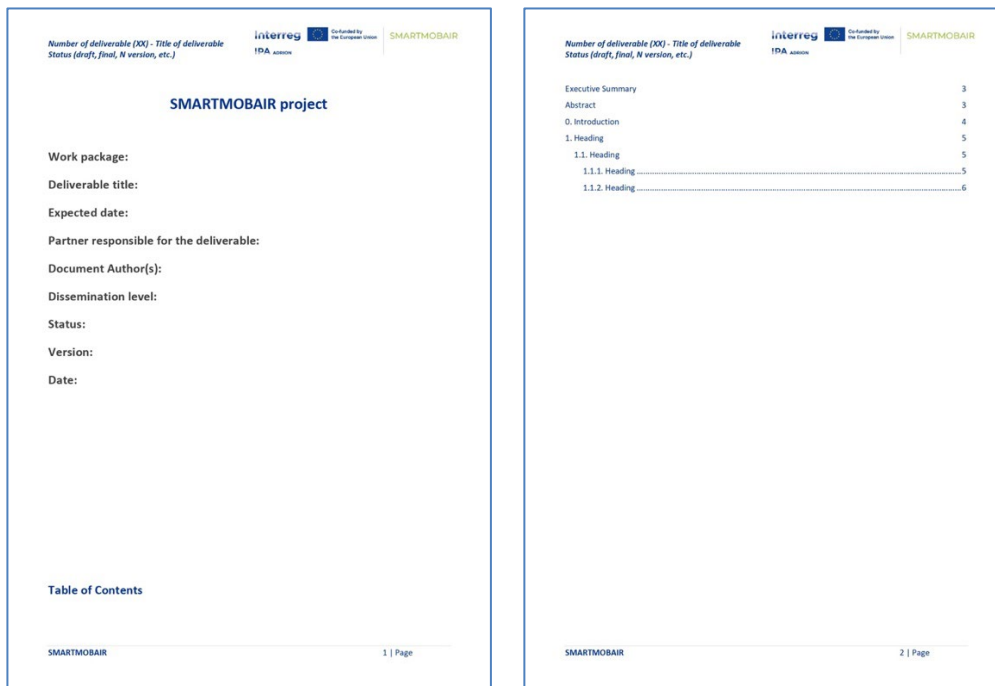 Number of deliverable (XX) - Title of deliverable
Status (draft, final, N version, etc.)
Interreg
Co-funded by
the European Union
SMARTMOBAIR
IPA ADRION
SMARTMOBAIR project
Work package:
Deliverable title:
Expected date:
Partner responsible for the deliverable:
Document Author(s):
Dissemination level:
Status:
Version:
Date:
Table of Contents
SMARTMOBAIR 1 | Page
Number of deliverable (XX) - Title of deliverable
Status (draft, final, N version, etc.)
Interreg
Co-funded by
the European Union
SMARTMOBAIR
IPA ADRION
Executive Summary 3
Abstract 3
0. Introduction 4
1. Heading 5
1.1. Heading 5
1.1.1. Heading 5
1.1.2. Heading 6
SMARTMOBAIR 2 | Page